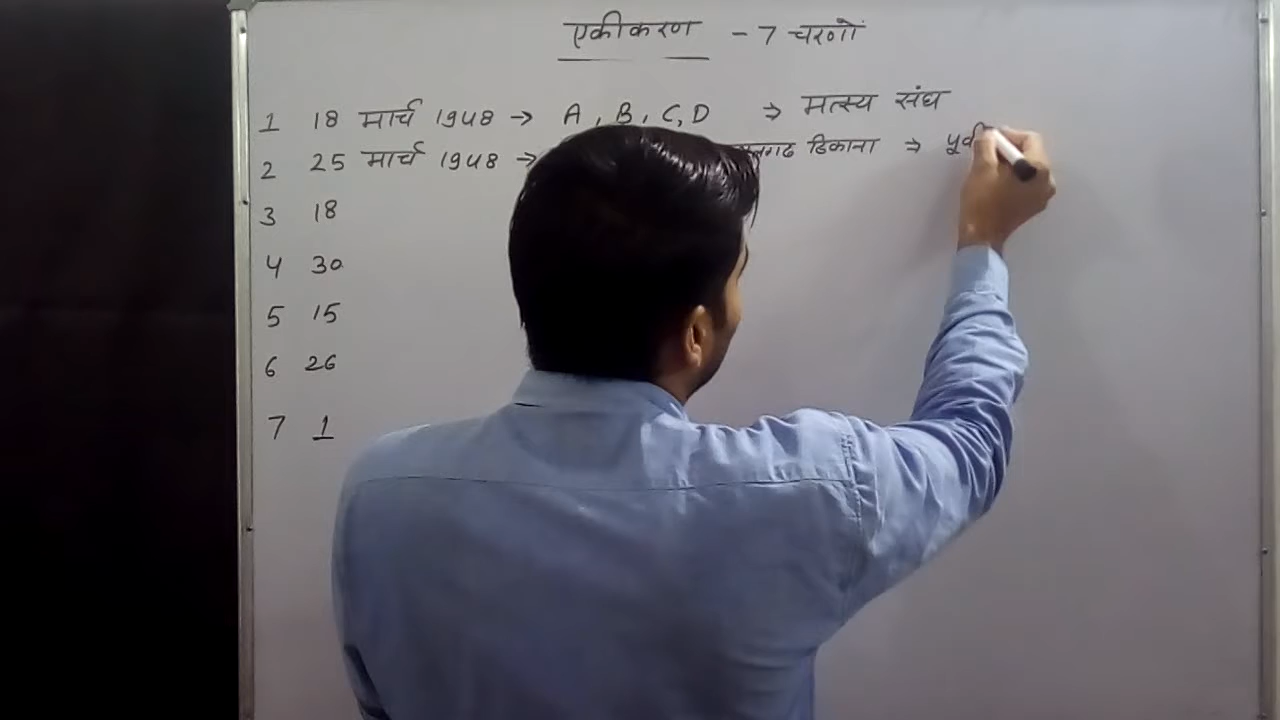 एकीकरण - 7 चरणों
1 18 मार्च 1948 → A, B, C, D ⇒ मत्स्य संघ
2 25 मार्च 1948 → ठिकाना ⇒ पूर्व
3 18
4 30
5 15
6 26
7 1